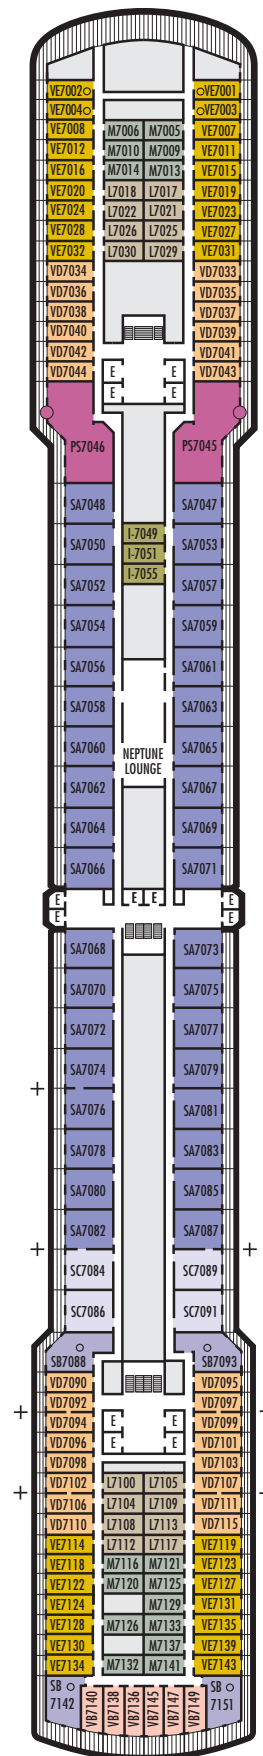 VE7002 VE7001
VE7004 VE7003
VE7008 M7006 M7005 VE7007
VE7012 M7010 M7009 VE7011
VE7016 M7014 M7013 VE7015
VE7020 L7018 L7017 VE7019
VE7024 L7022 L7021 VE7023
VE7028 L7026 L7025 VE7027
VE7032 L7030 L7029 VE7031
VD7034 VD7033
VD7036 VD7035
VD7038 VD7037
VD7040 VD7039
VD7042 VD7041
VD7044 E E VD7043
E E
PS7046 PS7045
SA7048 SA7047
I-7049
SA7050 I-7051 SA7053
I-7055
SA7052 SA7057
SA7054 SA7059
SA7056 SA7061
SA7058 SA7063
SA7060 NEPTUNE SA7065
LOUNGE
SA7062 SA7067
SA7064 SA7069
SA7066 SA7071
E E E E
E E
SA7068 SA7073
SA7070 SA7075
SA7072 SA7077
SA7074 SA7079
SA7076 SA7081
SA7078 SA7083
SA7080 SA7085
SA7082 SA7087
SC7084 SC7089
SC7086 SC7091
SB7088 SB7093
VD7090 VD7095
VD7092 VD7097
VD7094 E E VD7099
VD7096 E E VD7101
VD7098 VD7103
VD7102 L7100 L7105 VD7107
VD7106 L7104 L7109 VD7111
VD7110 L7108 L7113 VD7115
VE7114 L7112 L7117 VE7119
VE7118 M7116 M7121 VE7123
VE7122 M7120 M7125 VE7127
VE7124 M7129 VE7131
VE7128 M7126 M7133 VE7135
VE7130 M7137 VE7139
VE7134 M7132 M7141 VE7143
SB 7142 VB7140 VB7138 VB7136 VB7145 VB7147 VB7149 SB 7151